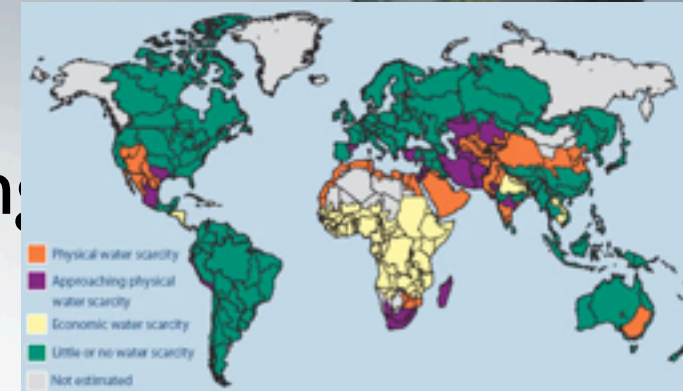 Physical water scarcity
Approaching physical
water scarcity
Economic water scarcity
Little or no water scarcity
Not estimated